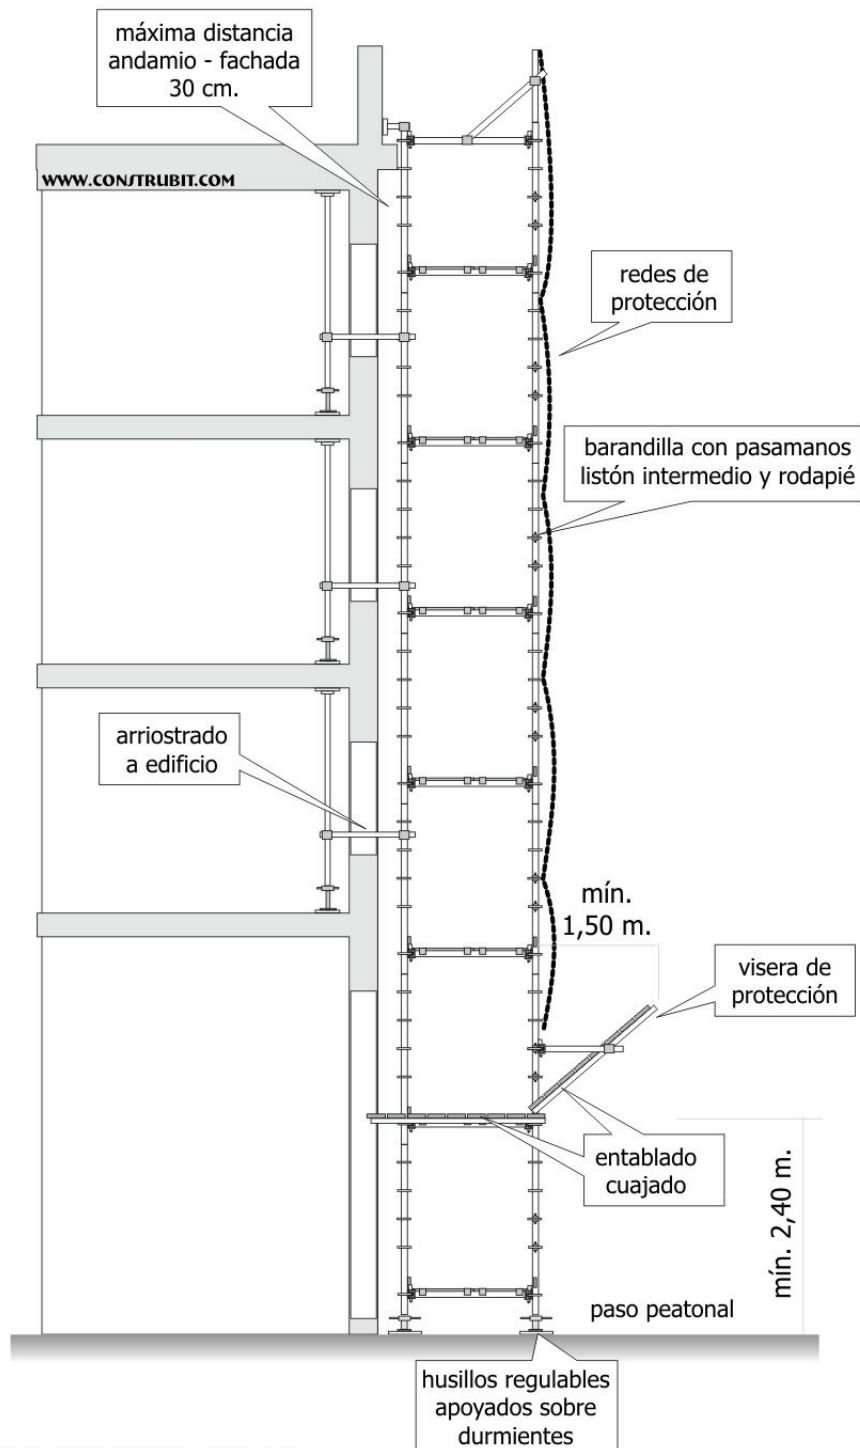 máxima distancia
andamio - fachada
30 cm.
WWW.CONSTRUBIT.COM
redes de
protección
barandilla con pasamanos
listón intermedio y rodapié
arriostrado
a edificio
mín.
1,50 m.
visera de
protección
entablado
cuajado
mín. 2,40 m.
paso peatonal
husillos regulables
apoyados sobre
durmientes